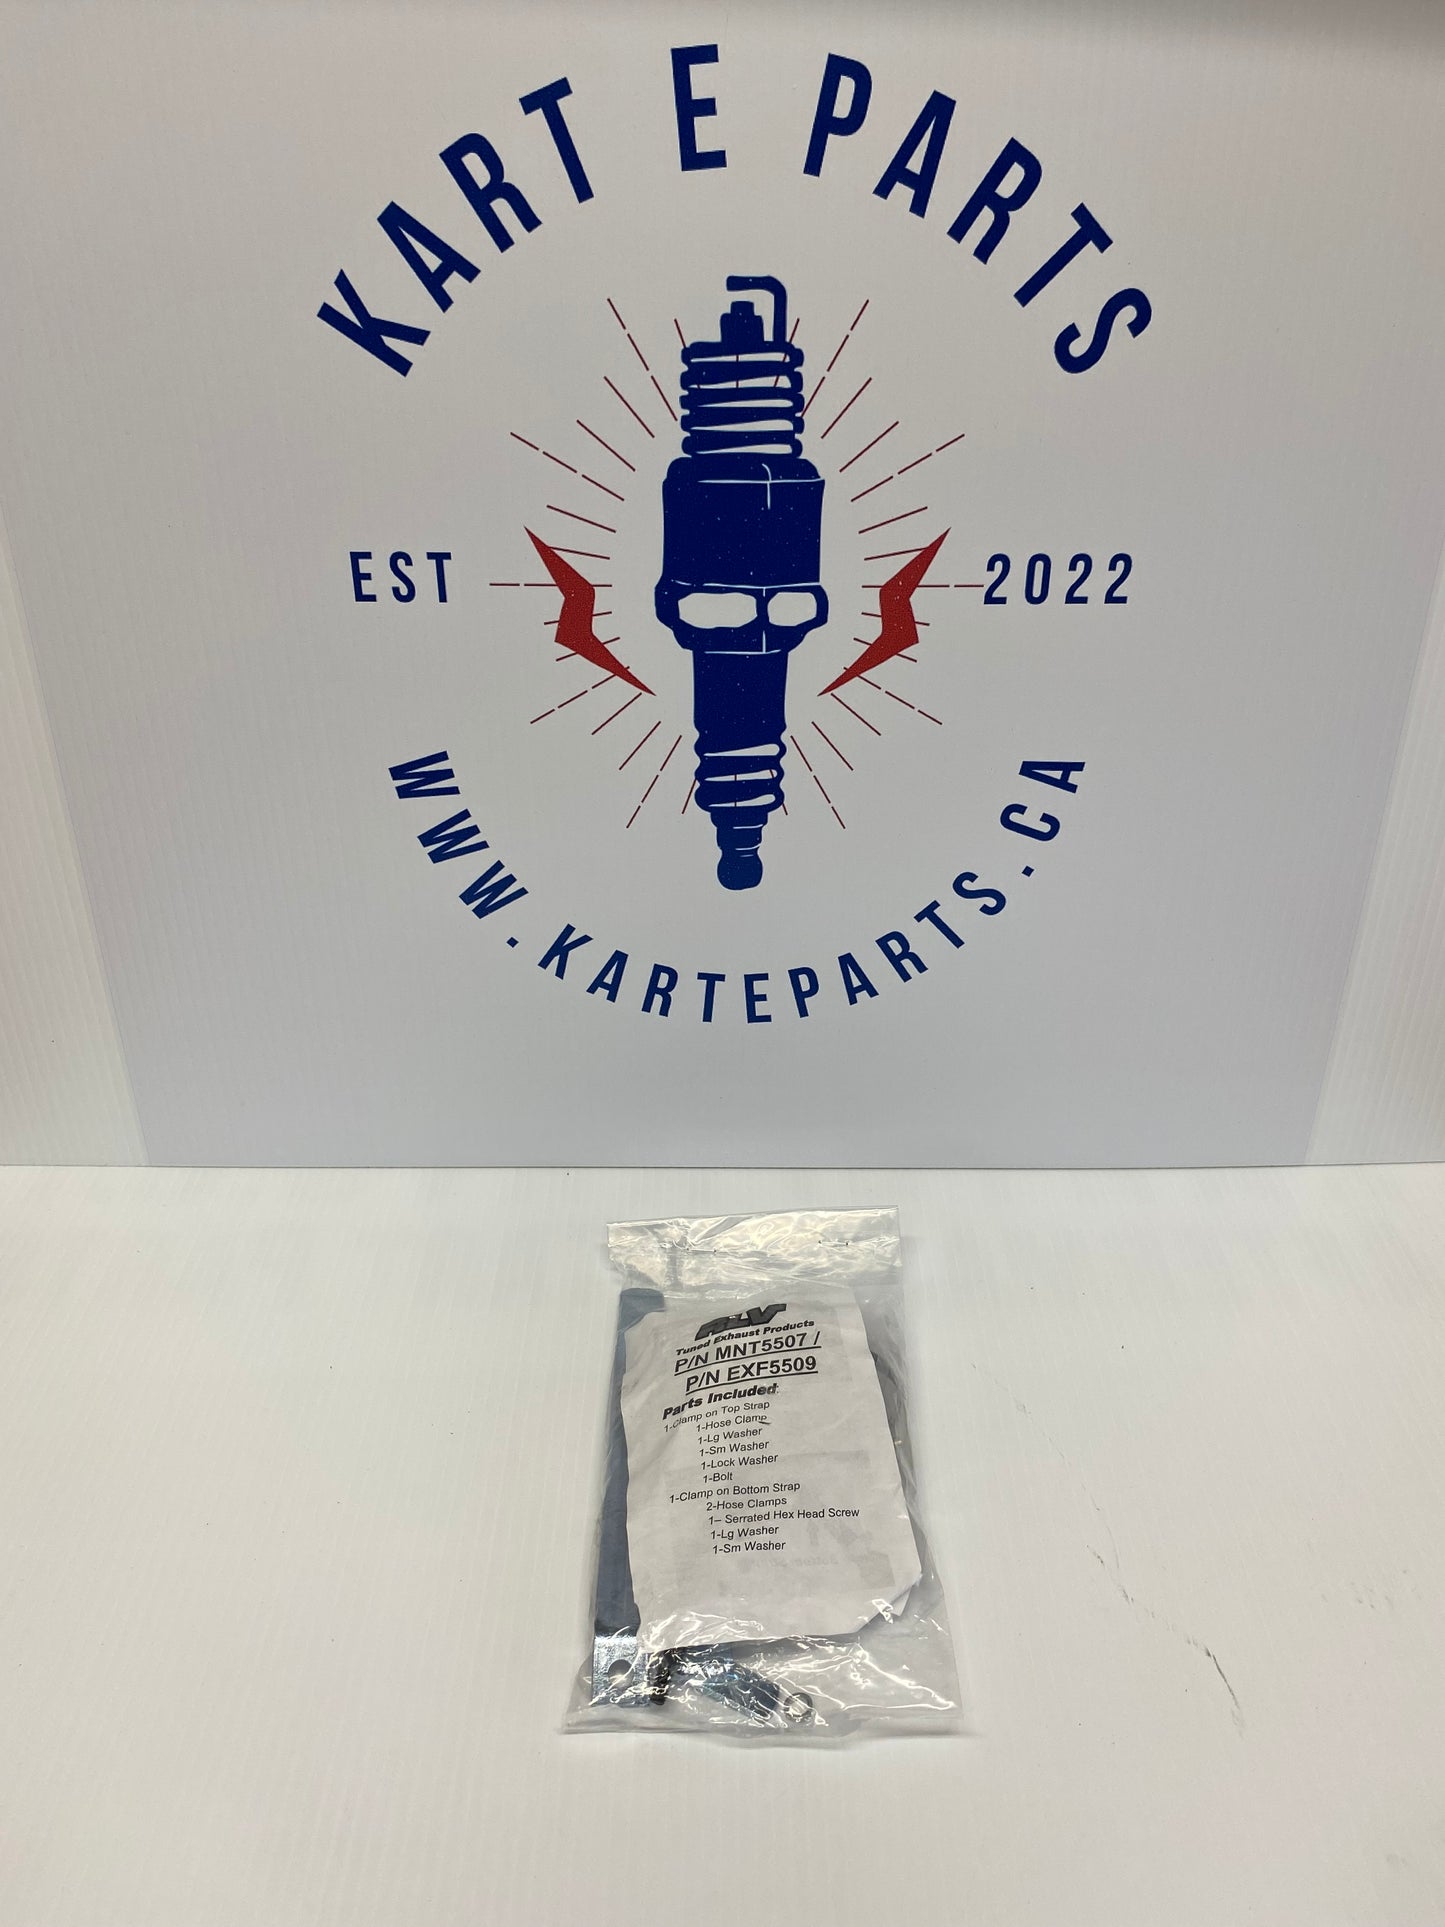 KART E PARTS
EST 2022
WWW.KARTEPARTS.CA
RLV
Tuned Exhaust Products
P/N MNT5507 /
P/N EXF5509
Parts Included:
1-Clamp on Top Strap
1-Hose Clamp
1-Lg Washer
1-Sm Washer
1-Lock Washer
1-Bolt
1-Clamp on Bottom Strap
2-Hose Clamps
1– Serrated Hex Head Screw
1-Lg Washer
1-Sm Washer